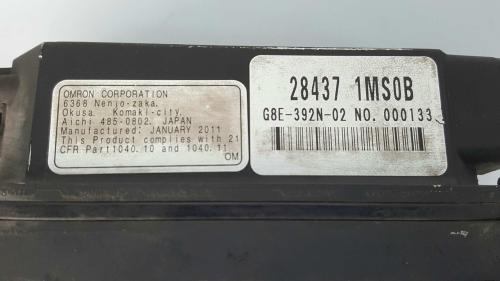 OMRON CORPORATION
6368 Nenjo-zaka.
Okusa. Komaki-city.
Aichi 485-0802. JAPAN
Manufactured: JANUARY 2011
This Product complies with 21
CFR Part1040.10 and 1040.11
OM
28437 1MS0B
G8E-392N-02 NO. 000133